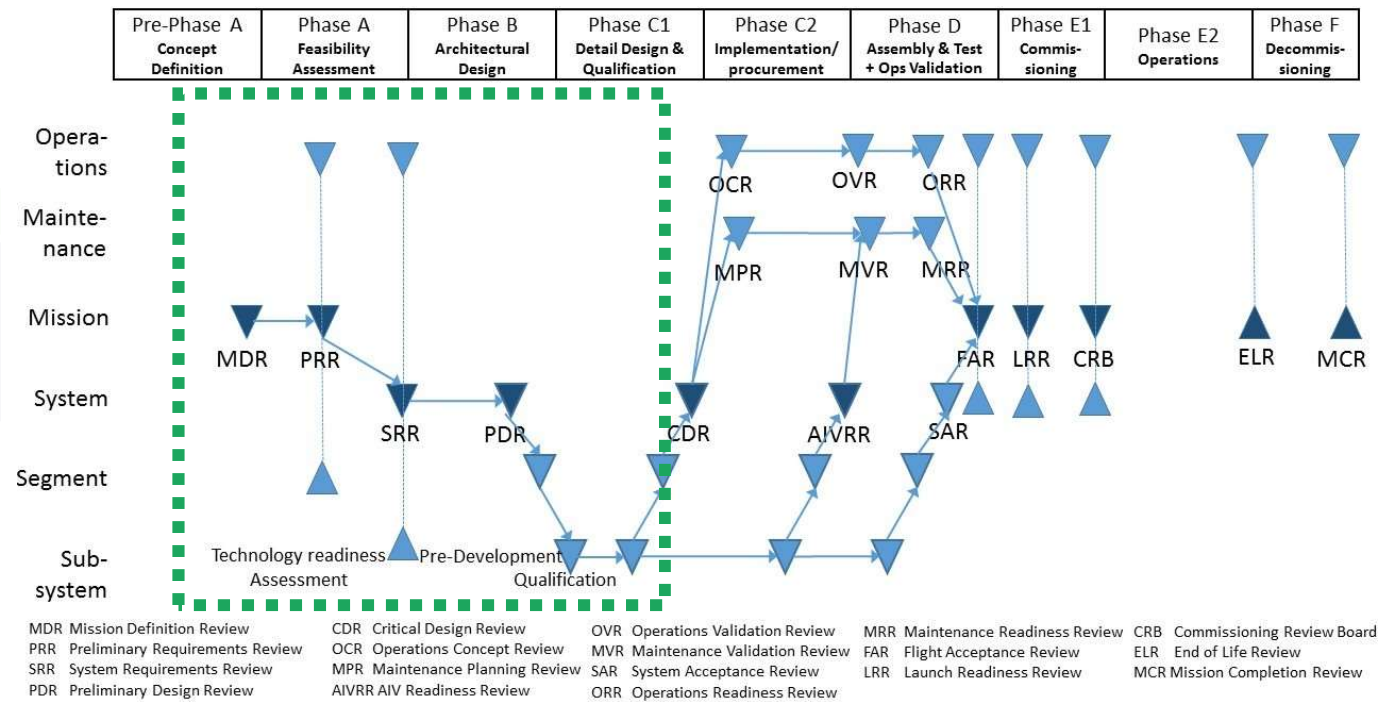 Pre-Phase A
Concept
Definition
Phase A
Feasibility
Assessment
Phase B
Architectural
Design
Phase C1
Detail Design &
Qualification
Phase C2
Implementation/
procurement
Phase D
Assembly & Test
+ Ops Validation
Phase E1
Commis-
sioning
Phase E2
Operations
Phase F
Decommis-
sioning
Opera-
tions
OCR
OVR
ORR
Mainte-
nance
MPR
MVR
MRR
Mission
MDR
PRR
FAR
LRR
CRB
ELR
MCR
System
SRR
PDR
CDR
AIVRR
SAR
Segment
Sub-
system
Technology readiness
Assessment
Pre-Development
Qualification
MDR Mission Definition Review
PRR Preliminary Requirements Review
SRR System Requirements Review
PDR Preliminary Design Review
CDR Critical Design Review
OCR Operations Concept Review
MPR Maintenance Planning Review
AIVRR AIV Readiness Review
OVR Operations Validation Review
MVR Maintenance Validation Review
SAR System Acceptance Review
ORR Operations Readiness Review
MRR Maintenance Readiness Review
FAR Flight Acceptance Review
LRR Launch Readiness Review
CRB Commissioning Review Board
ELR End of Life Review
MCR Mission Completion Review